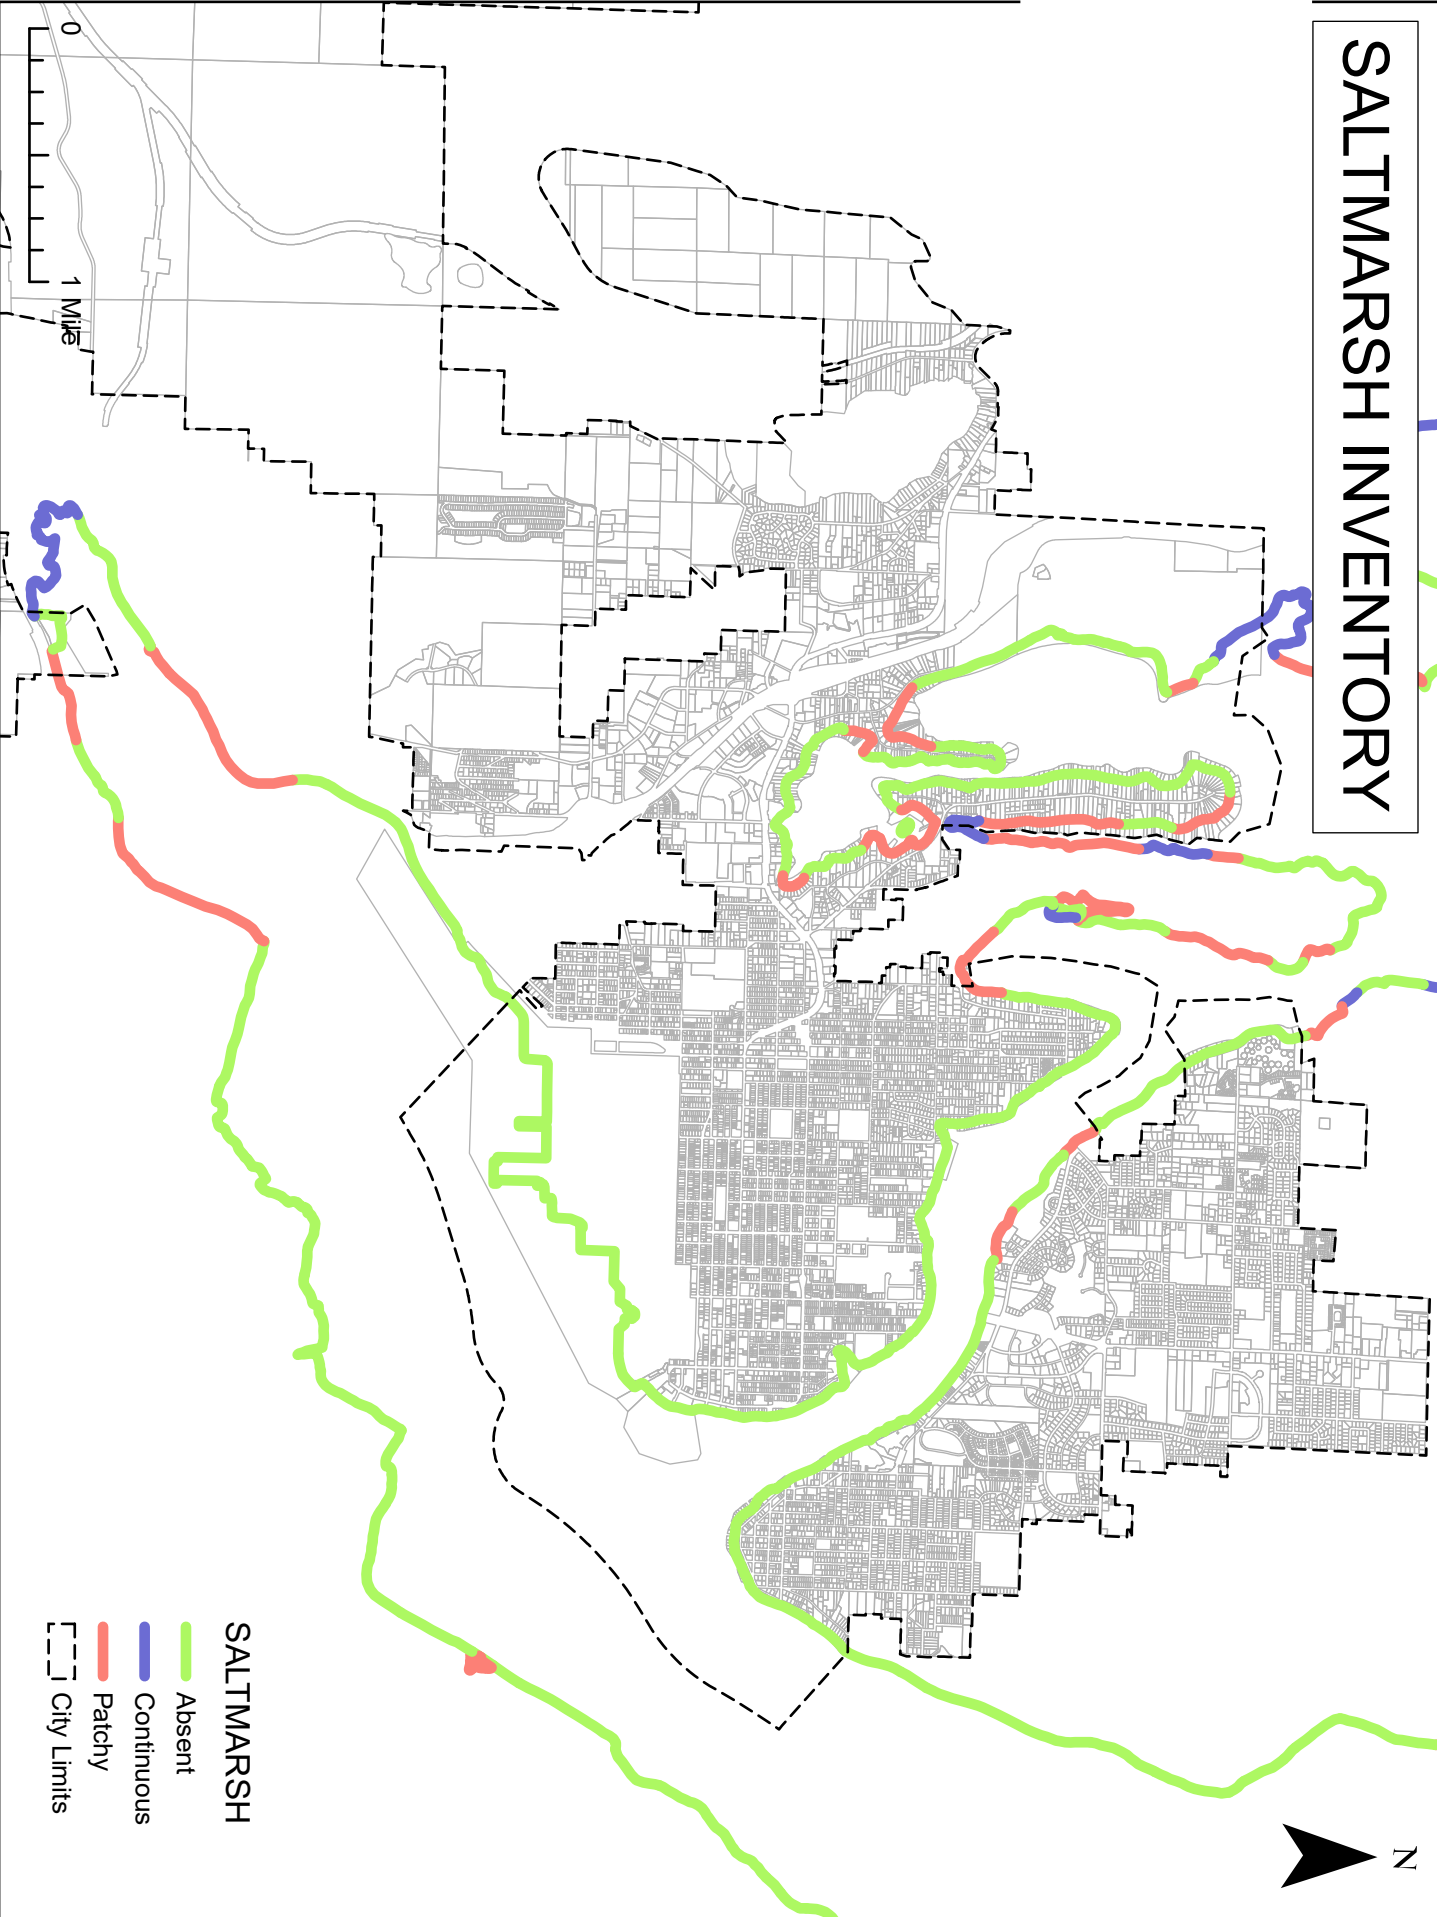 SALTMARSH INVENTORY
N
0
1 Mile
SALTMARSH
Absent
Continuous
Patchy
City Limits